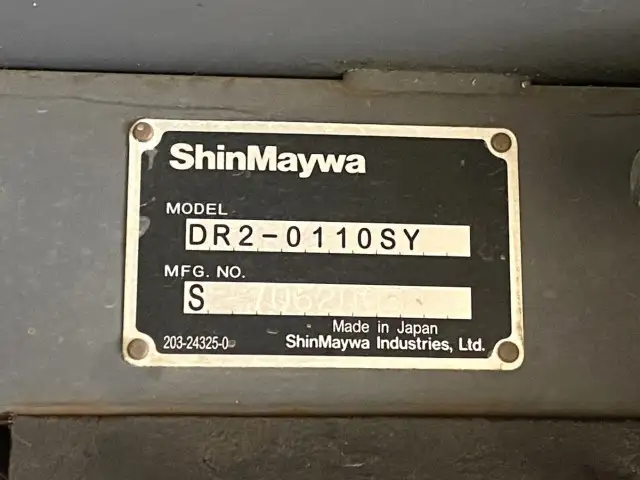 ShinMaywa
MODEL
DR2-0110SY
MFG. NO.
S
Made in Japan
203-24325-0
ShinMaywa Industries, Ltd.